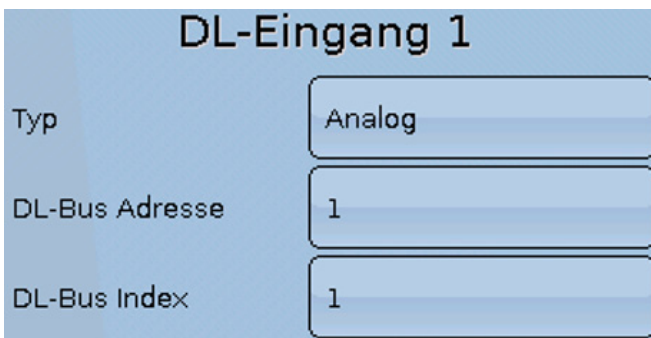 DL-Eingang 1
Typ Analog
DL-Bus Adresse 1
DL-Bus Index 1